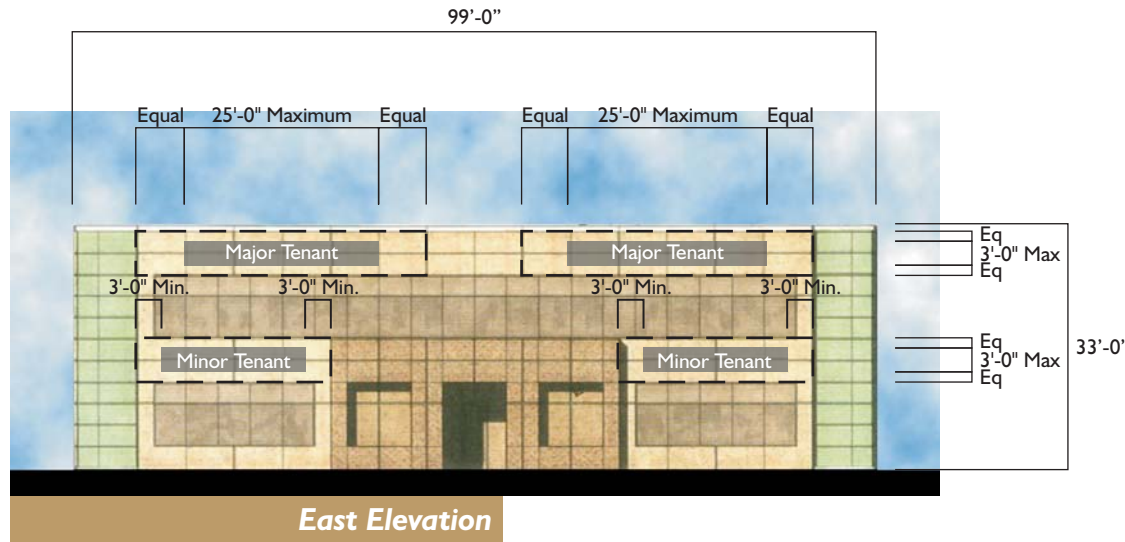 99’-0”
Equal 25'-0" Maximum Equal Equal 25'-0" Maximum Equal
Major Tenant Major Tenant
Eq
3'-0" Max
Eq
3'-0" Min. 3'-0" Min. 3'-0" Min. 3'-0" Min.
Minor Tenant Minor Tenant
Eq
3'-0" Max
Eq
33’-0’
East Elevation